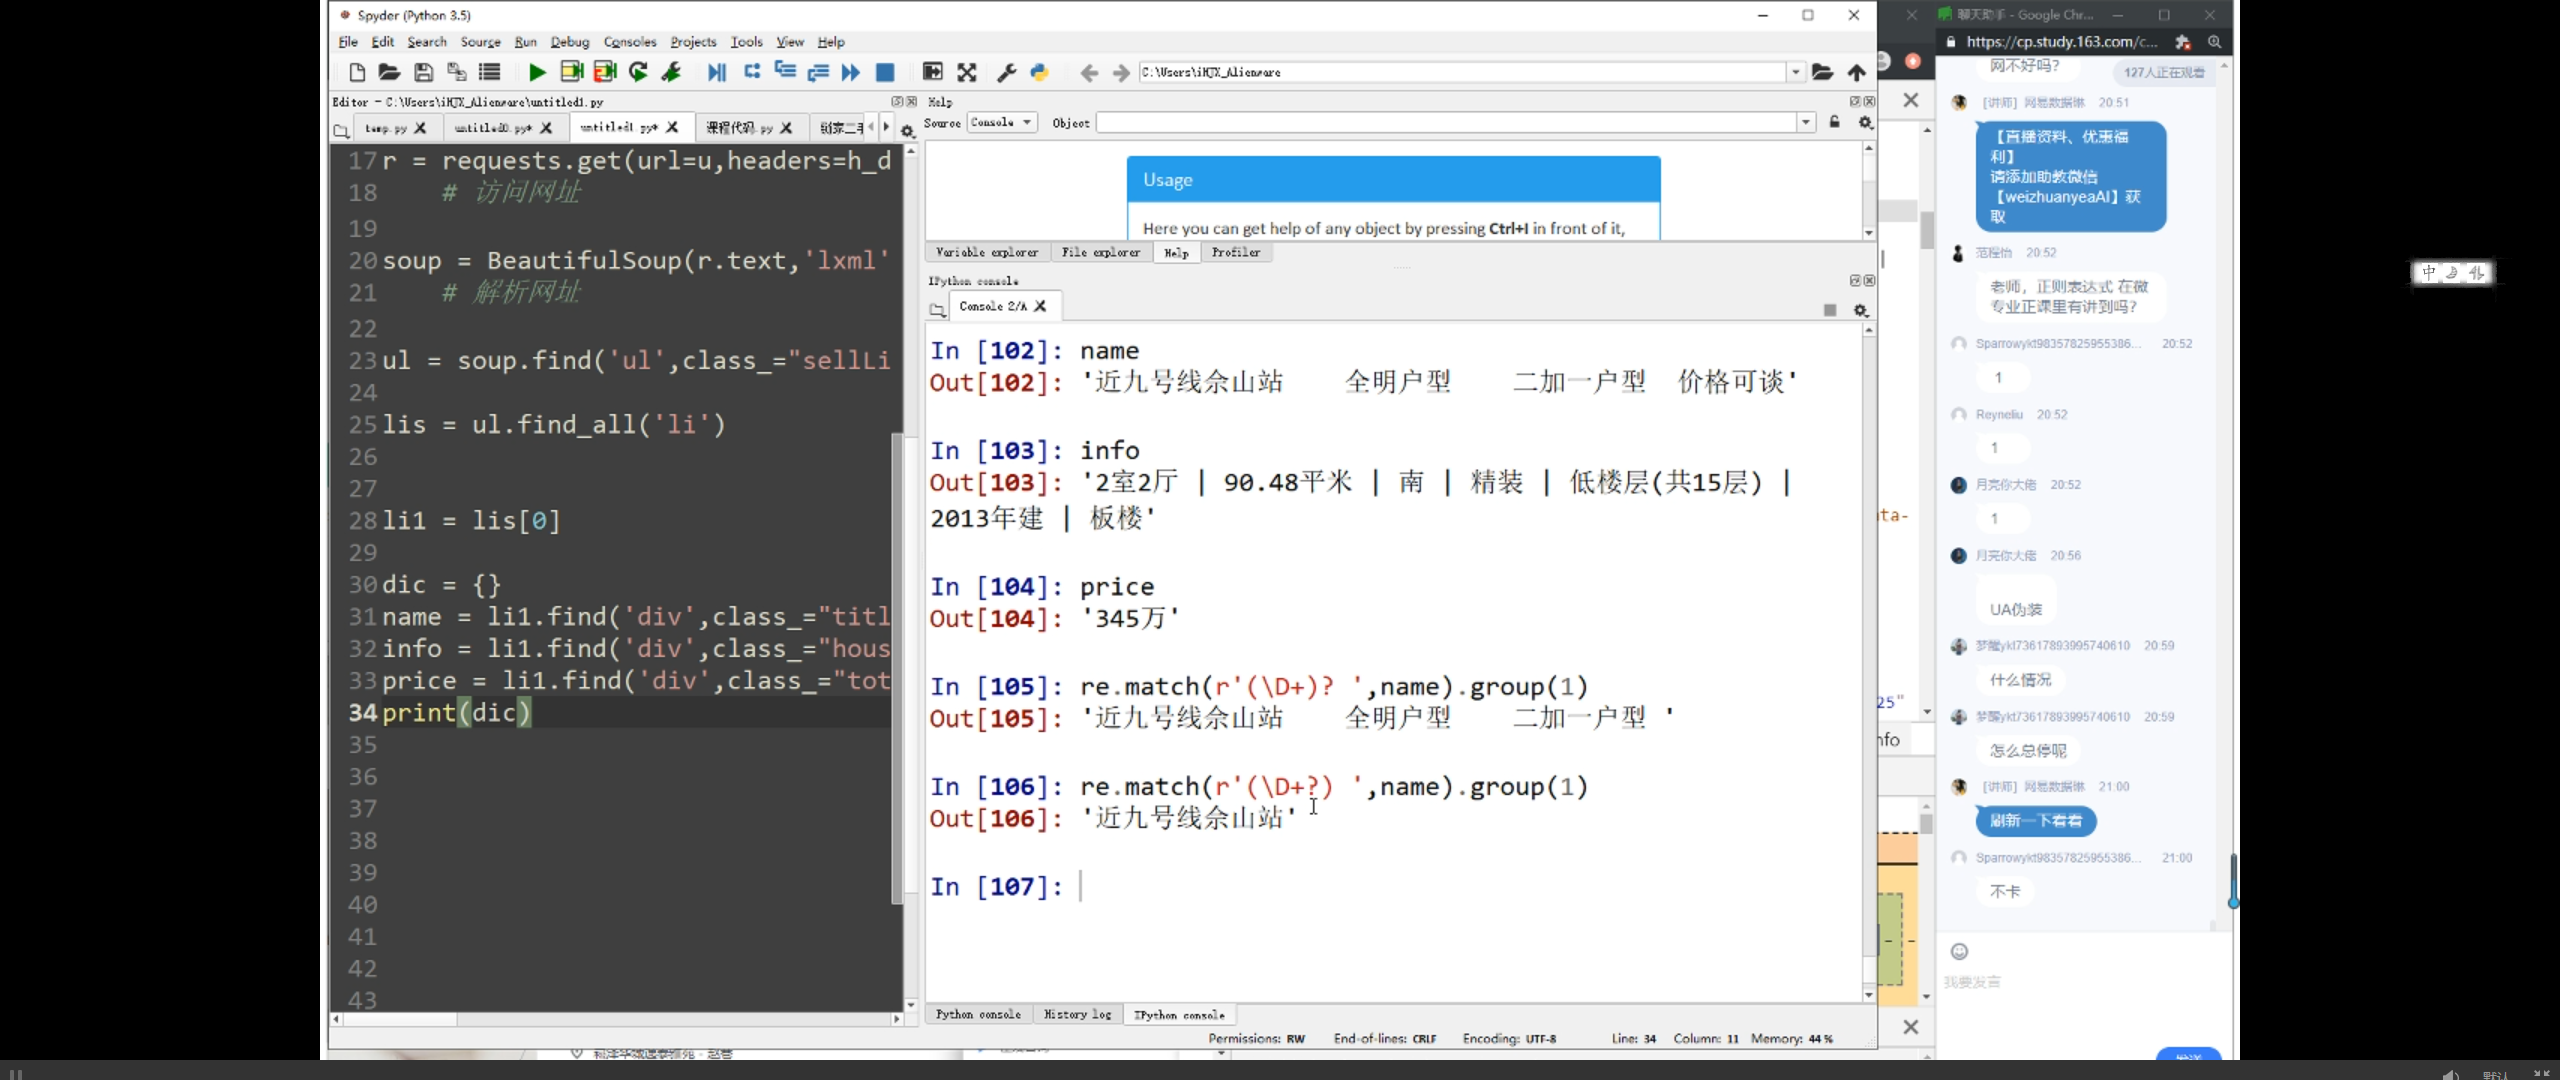 Spyder (Python 3.5)
File Edit Search Source Run Debug Consoles Projects Tools View Help
C:\Users\iHJX_Alienware
Editor - C:\Users\iHJX_Alienware\untitled1.py
temp.py
untitled0.py*
untitled1.py*
课程代码.py
17 r = requests.get(url=u,headers=h_d
18 # 访问网址
19
20 soup = BeautifulSoup(r.text,'lxml'
21 # 解析网址
22
23 ul = soup.find('ul',class_="sellLi
24
25 lis = ul.find_all('li')
26
27
28 li1 = lis[0]
29
30 dic = {}
31 name = li1.find('div',class_="titl
32 info = li1.find('div',class_="hous
33 price = li1.find('div',class_="tot
34 print(dic)
35
36
37
38
39
40
41
42
43
Help
Source Console Object
Usage
Here you can get help of any object by pressing Ctrl+I in front of it,
Variable explorer File explorer Help Profiler
IPython console
Console 2/A
In [102]: name
Out[102]: '近九号线佘山站 全明户型 二加一户型 价格可谈'
In [103]: info
Out[103]: '2室2厅 | 90.48平米 | 南 | 精装 | 低楼层(共15层) |
2013年建 | 板楼'
In [104]: price
Out[104]: '345万'
In [105]: re.match(r'(\D+)? ',name).group(1)
Out[105]: '近九号线佘山站 全明户型 二加一户型 '
In [106]: re.match(r'(\D+?) ',name).group(1)
Out[106]: '近九号线佘山站'
In [107]:
Python console History log IPython console
Permissions: RW End-of-lines: CRLF Encoding: UTF-8 Line: 34 Column: 11 Memory: 44 %
ta-
25"
nfo
聊天助手 - Google Chr...
https://cp.study.163.com/c...
网不好吗?
127人正在观看
[讲师] 网易数据琳 20:51
【直播资料、优惠福
利】
请添加助教微信
【weizhuanyeaAI】获
取
范程怡 20:52
老师，正则表达式 在微
专业正课里有讲到吗?
Sparrowykt98357825955386... 20:52
1
Reyneliu 20:52
1
月亮你大佬 20:52
1
月亮你大佬 20:56
UA伪装
梦醒ykt73617893995740610 20:59
什么情况
梦醒ykt73617893995740610 20:59
怎么总停呢
[讲师] 网易数据琳 21:00
刷新一下看看
Sparrowykt98357825955386... 21:00
不卡
我要发言
中
默认